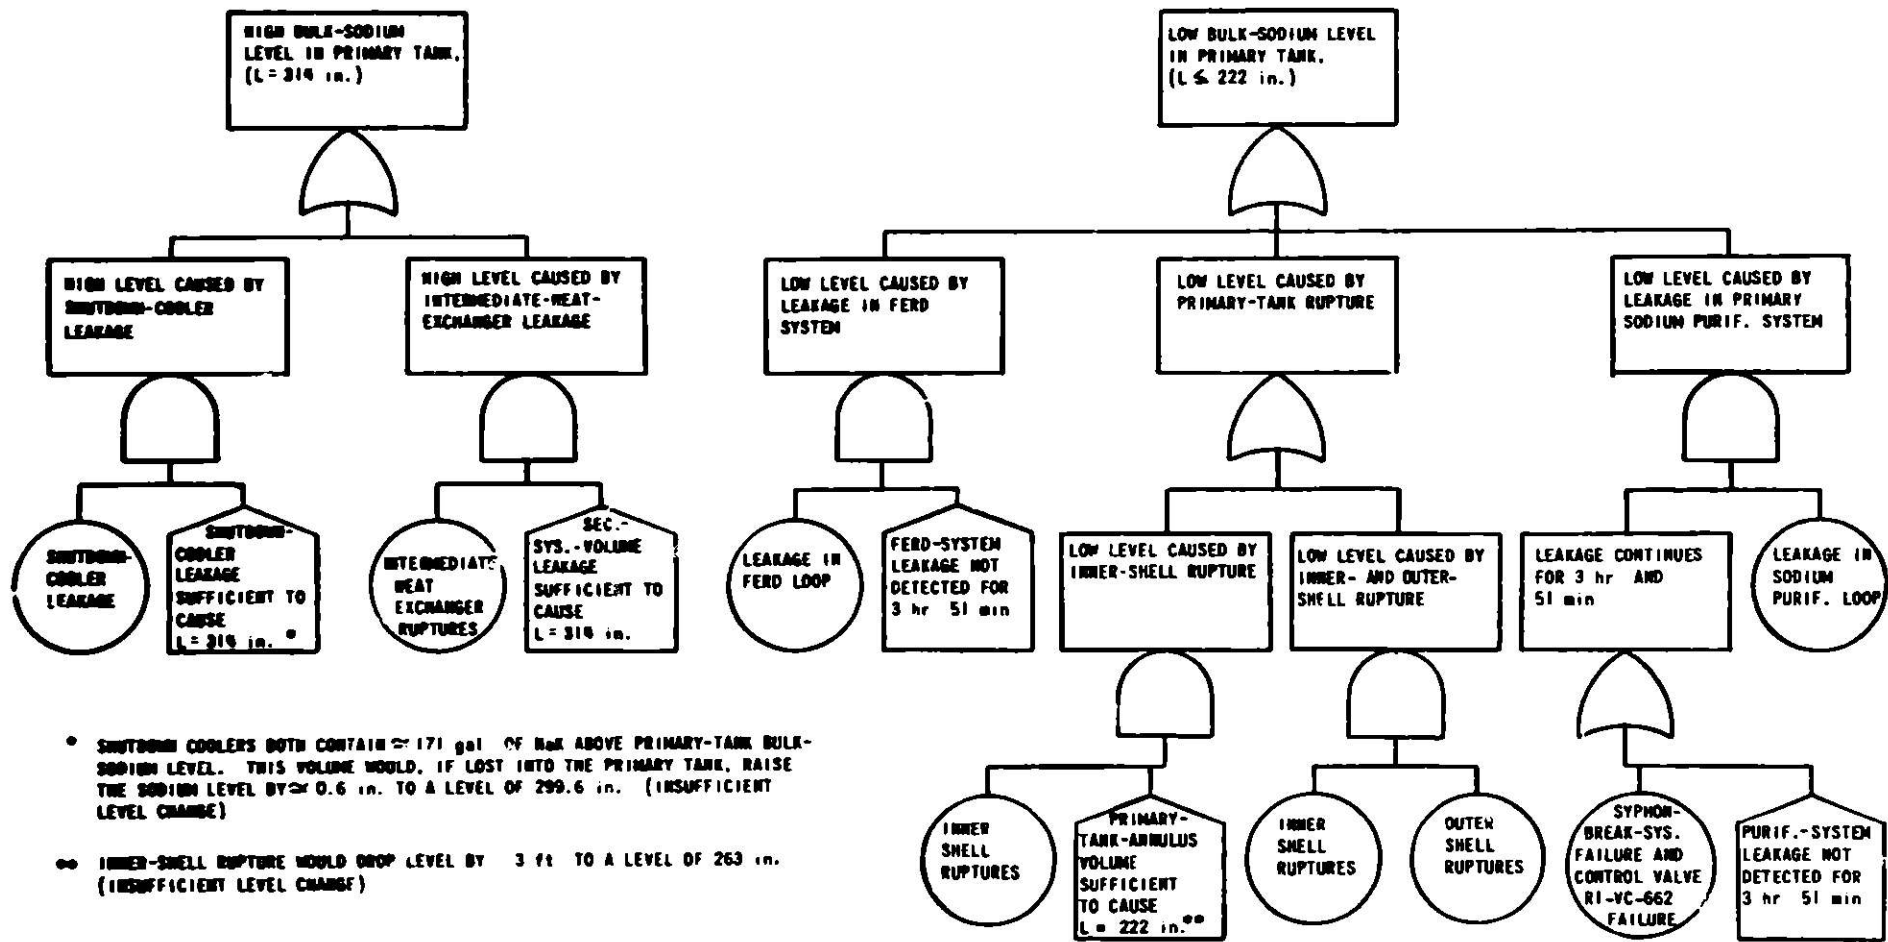 HIGH BULK-SODIUM
LEVEL IN PRIMARY TANK.
(L = 314 in.)
LOW BULK-SODIUM LEVEL
IN PRIMARY TANK.
(L ≤ 222 in.)
HIGH LEVEL CAUSED BY
SHUTDOWN-COOLER
LEAKAGE
HIGH LEVEL CAUSED BY
INTERMEDIATE-HEAT-
EXCHANGER LEAKAGE
LOW LEVEL CAUSED BY
LEAKAGE IN FERD
SYSTEM
LOW LEVEL CAUSED BY
PRIMARY-TANK RUPTURE
LOW LEVEL CAUSED BY
LEAKAGE IN PRIMARY
SODIUM PURIF. SYSTEM
SHUTDOWN-
COOLER
LEAKAGE
SHUTDOWN-
COOLER
LEAKAGE
SUFFICIENT TO
CAUSE
L = 314 in. *
INTERMEDIATE
HEAT
EXCHANGER
RUPTURES
SEC.-
SYS.-VOLUME
LEAKAGE
SUFFICIENT TO
CAUSE
L = 314 in.
LEAKAGE IN
FERD LOOP
FERD-SYSTEM
LEAKAGE NOT
DETECTED FOR
3 hr 51 min
LOW LEVEL CAUSED BY
INNER-SHELL RUPTURE
LOW LEVEL CAUSED BY
INNER- AND OUTER-
SHELL RUPTURE
LEAKAGE CONTINUES
FOR 3 hr AND
51 min
LEAKAGE IN
SODIUM
PURIF. LOOP
INNER
SHELL
RUPTURES
PRIMARY-
TANK-ANNULUS
VOLUME
SUFFICIENT
TO CAUSE
L = 222 in.**
INNER
SHELL
RUPTURES
OUTER
SHELL
RUPTURES
SYPHON-
BREAK-SYS.
FAILURE AND
CONTROL VALVE
RI-VC-662
FAILURE
PURIF.-SYSTEM
LEAKAGE NOT
DETECTED FOR
3 hr 51 min
* SHUTDOWN COOLERS BOTH CONTAIN ≃ 171 gal OF NaK ABOVE PRIMARY-TANK BULK-
SODIUM LEVEL. THIS VOLUME WOULD, IF LOST INTO THE PRIMARY TANK, RAISE
THE SODIUM LEVEL BY ≃ 0.6 in. TO A LEVEL OF 299.6 in. (INSUFFICIENT
LEVEL CHANGE)
** INNER-SHELL RUPTURE WOULD DROP LEVEL BY 3 ft TO A LEVEL OF 263 in.
(INSUFFICIENT LEVEL CHANGE)